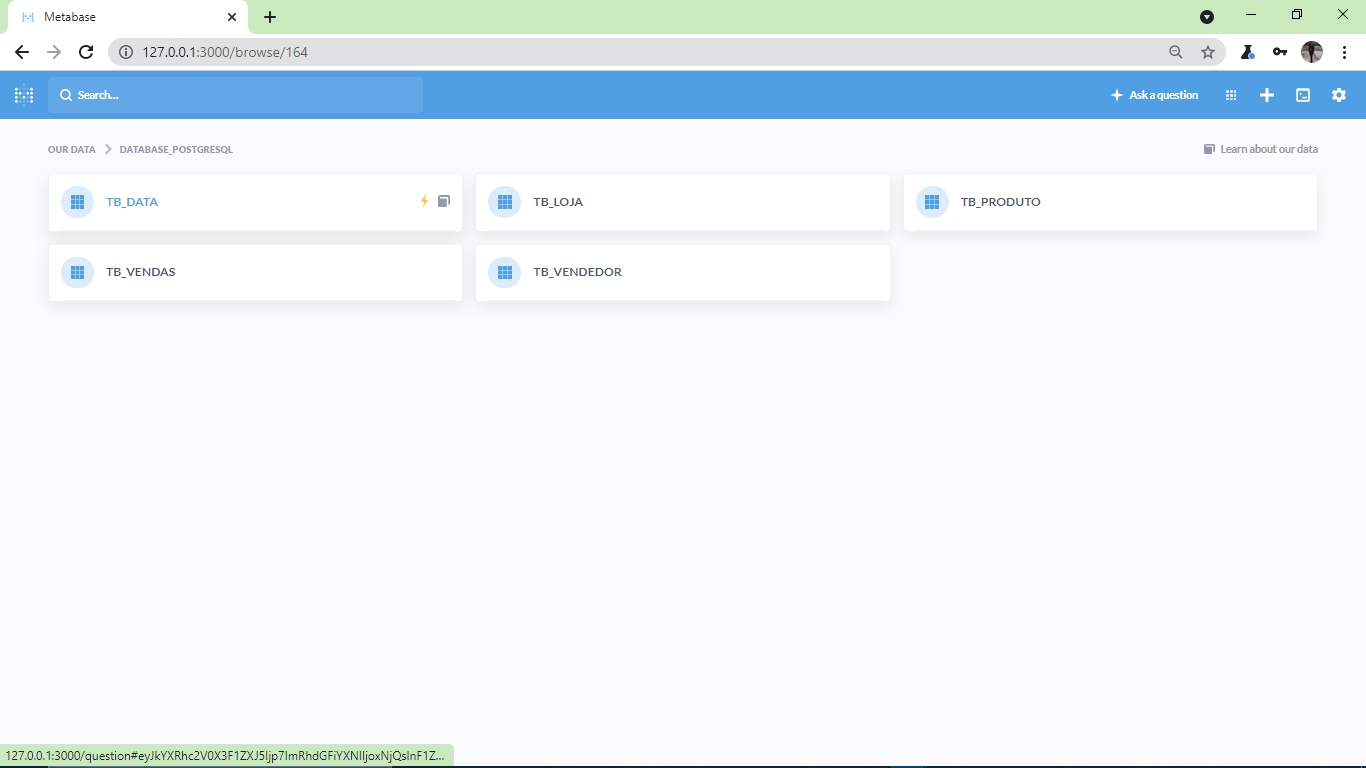 Metabase
127.0.0.1:3000/browse/164
Search...
Ask a question
OUR DATA
DATABASE_POSTGRESQL
Learn about our data
TB_DATA
TB_LOJA
TB_PRODUTO
TB_VENDAS
TB_VENDEDOR
127.0.0.1:3000/question#eyJkYXRhc2V0X3F1ZXJ5Ijp7ImRhdGFiYXNlIjoxNjQsInF1Z...